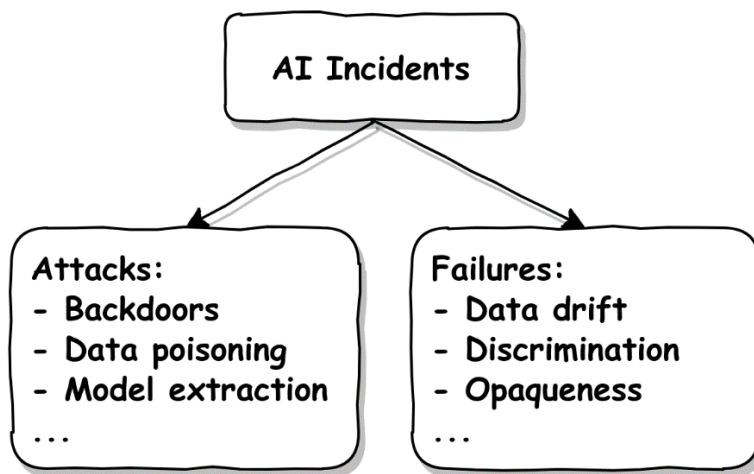 AI Incidents
Attacks:
- Backdoors
- Data poisoning
- Model extraction
...
Failures:
- Data drift
- Discrimination
- Opaqueness
...